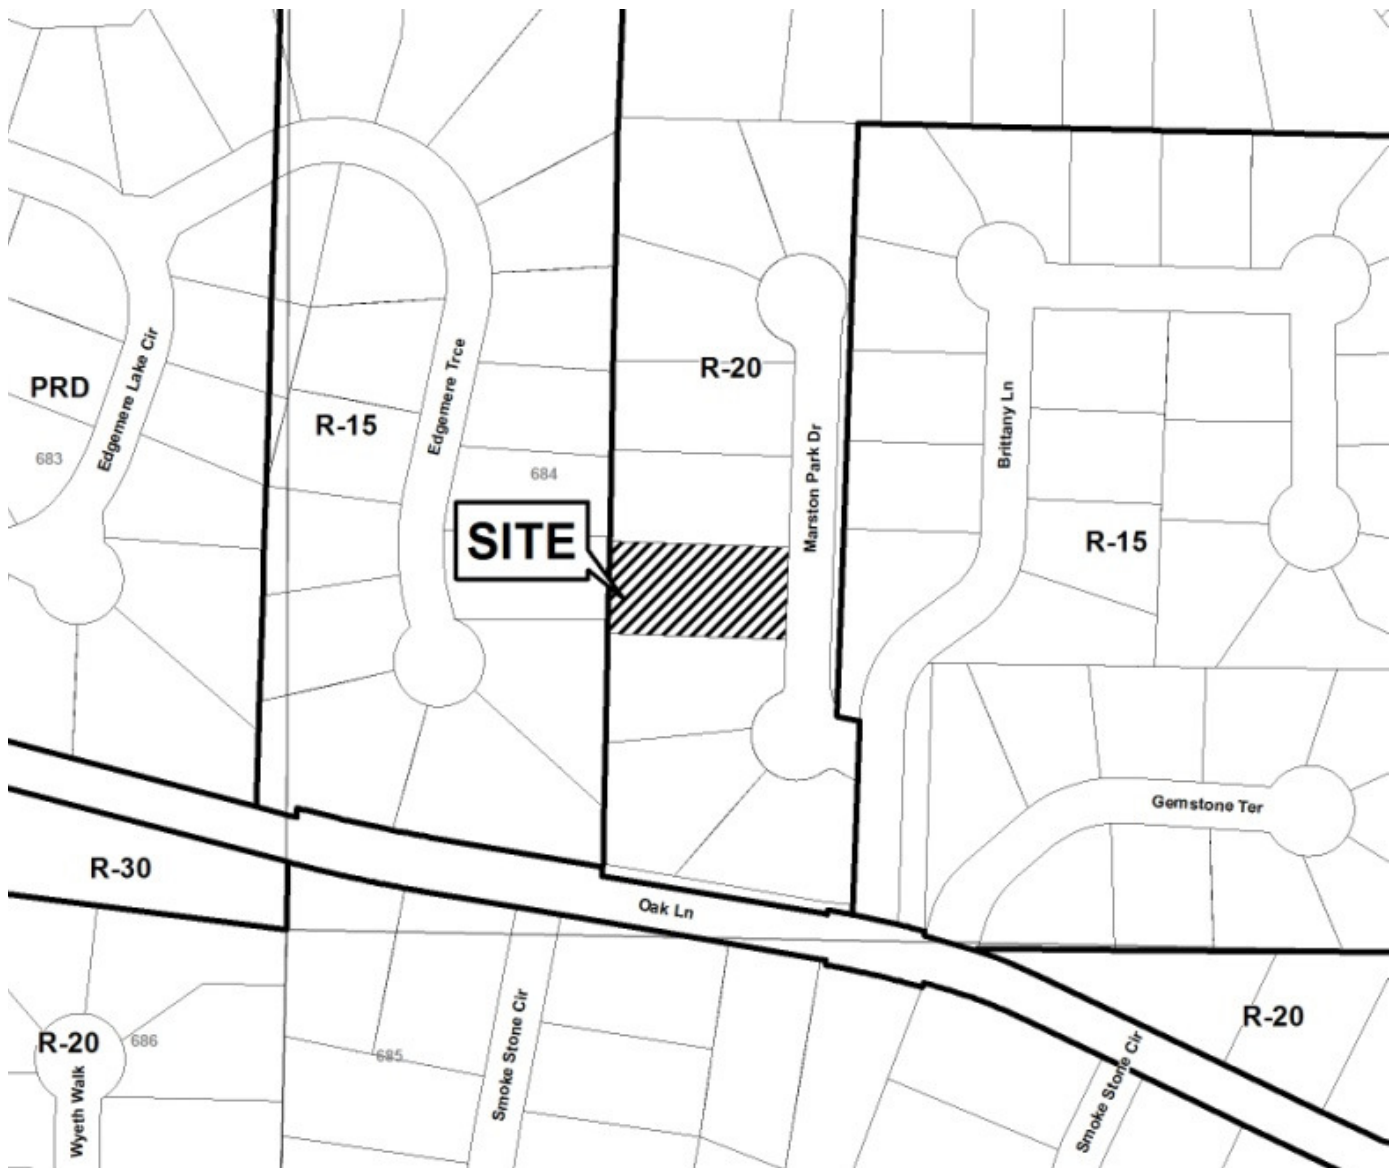 Edgemere Lake Cir
PRD
683
R-15
Edgemere Trce
684
SITE
R-20
Marston Park Dr
Brittany Ln
R-15
Gemstone Ter
R-30
Oak Ln
R-20
686
Wyeth Walk
685
Smoke Stone Cir
Smoke Stone Cir
R-20